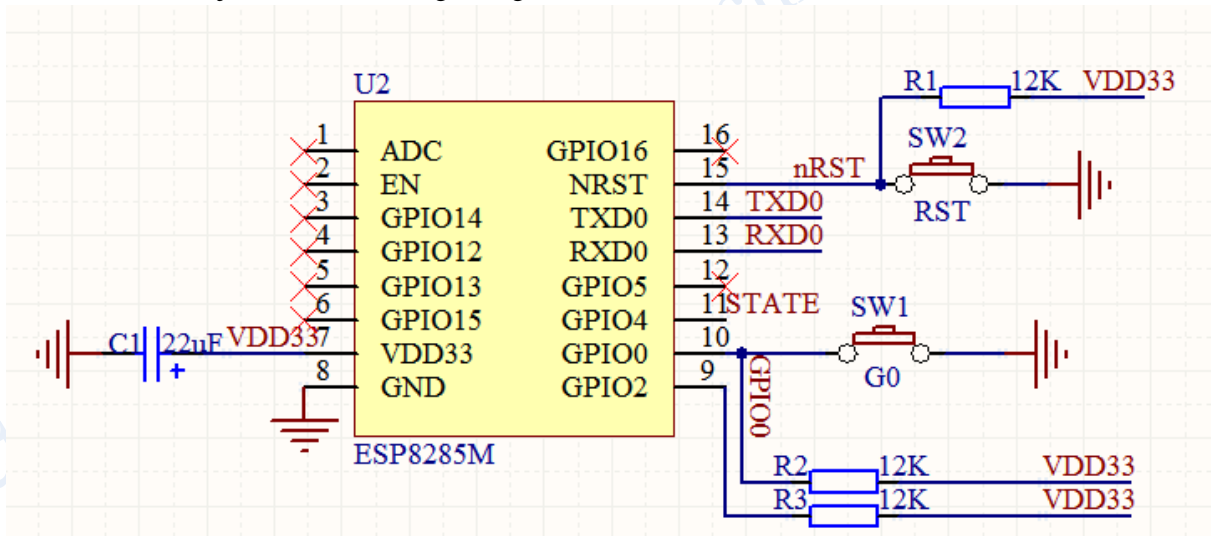 U2
R1 12K VDD33
SW2
1 ADC GPIO16 16
2 EN NRST 15 nRST
RST
3 GPIO14 TXD0 14 TXD0
4 GPIO12 RXD0 13 RXD0
5 GPIO13 GPIO5 12
6 GPIO15 GPIO4 11 STATE
SW1
C1 22uF VDD33 7 VDD33 GPIO0 10
+
G0
8 GND GPIO2 9
GPIO0
ESP8285M
R2 12K VDD33
R3 12K VDD33